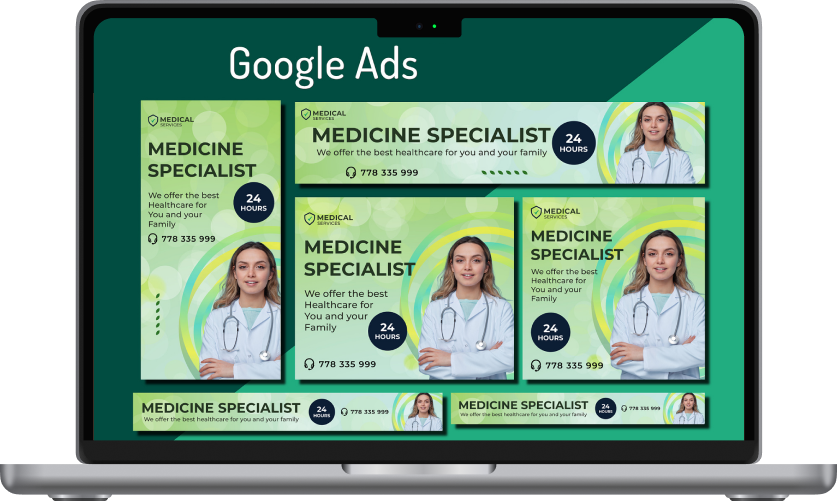 Google Ads
MEDICAL
SERVICES
MEDICINE
SPECIALIST
We offer the best
Healthcare for
You and your
Family
24
HOURS
778 335 999
MEDICAL
SERVICES
MEDICINE SPECIALIST
We offer the best healthcare for you and your family
24
HOURS
778 335 999
MEDICAL
SERVICES
MEDICINE
SPECIALIST
We offer the best
Healthcare for
You and your
Family
24
HOURS
778 335 999
MEDICAL
SERVICES
MEDICINE
SPECIALIST
We offer the best
Healthcare for
You and your
Family
24
HOURS
778 335 999
MEDICINE SPECIALIST
We offer the best healthcare for you and your family
24
HOURS
778 335 999
MEDICINE SPECIALIST
We offer the best healthcare for you and your family
24
HOURS
778 335 999